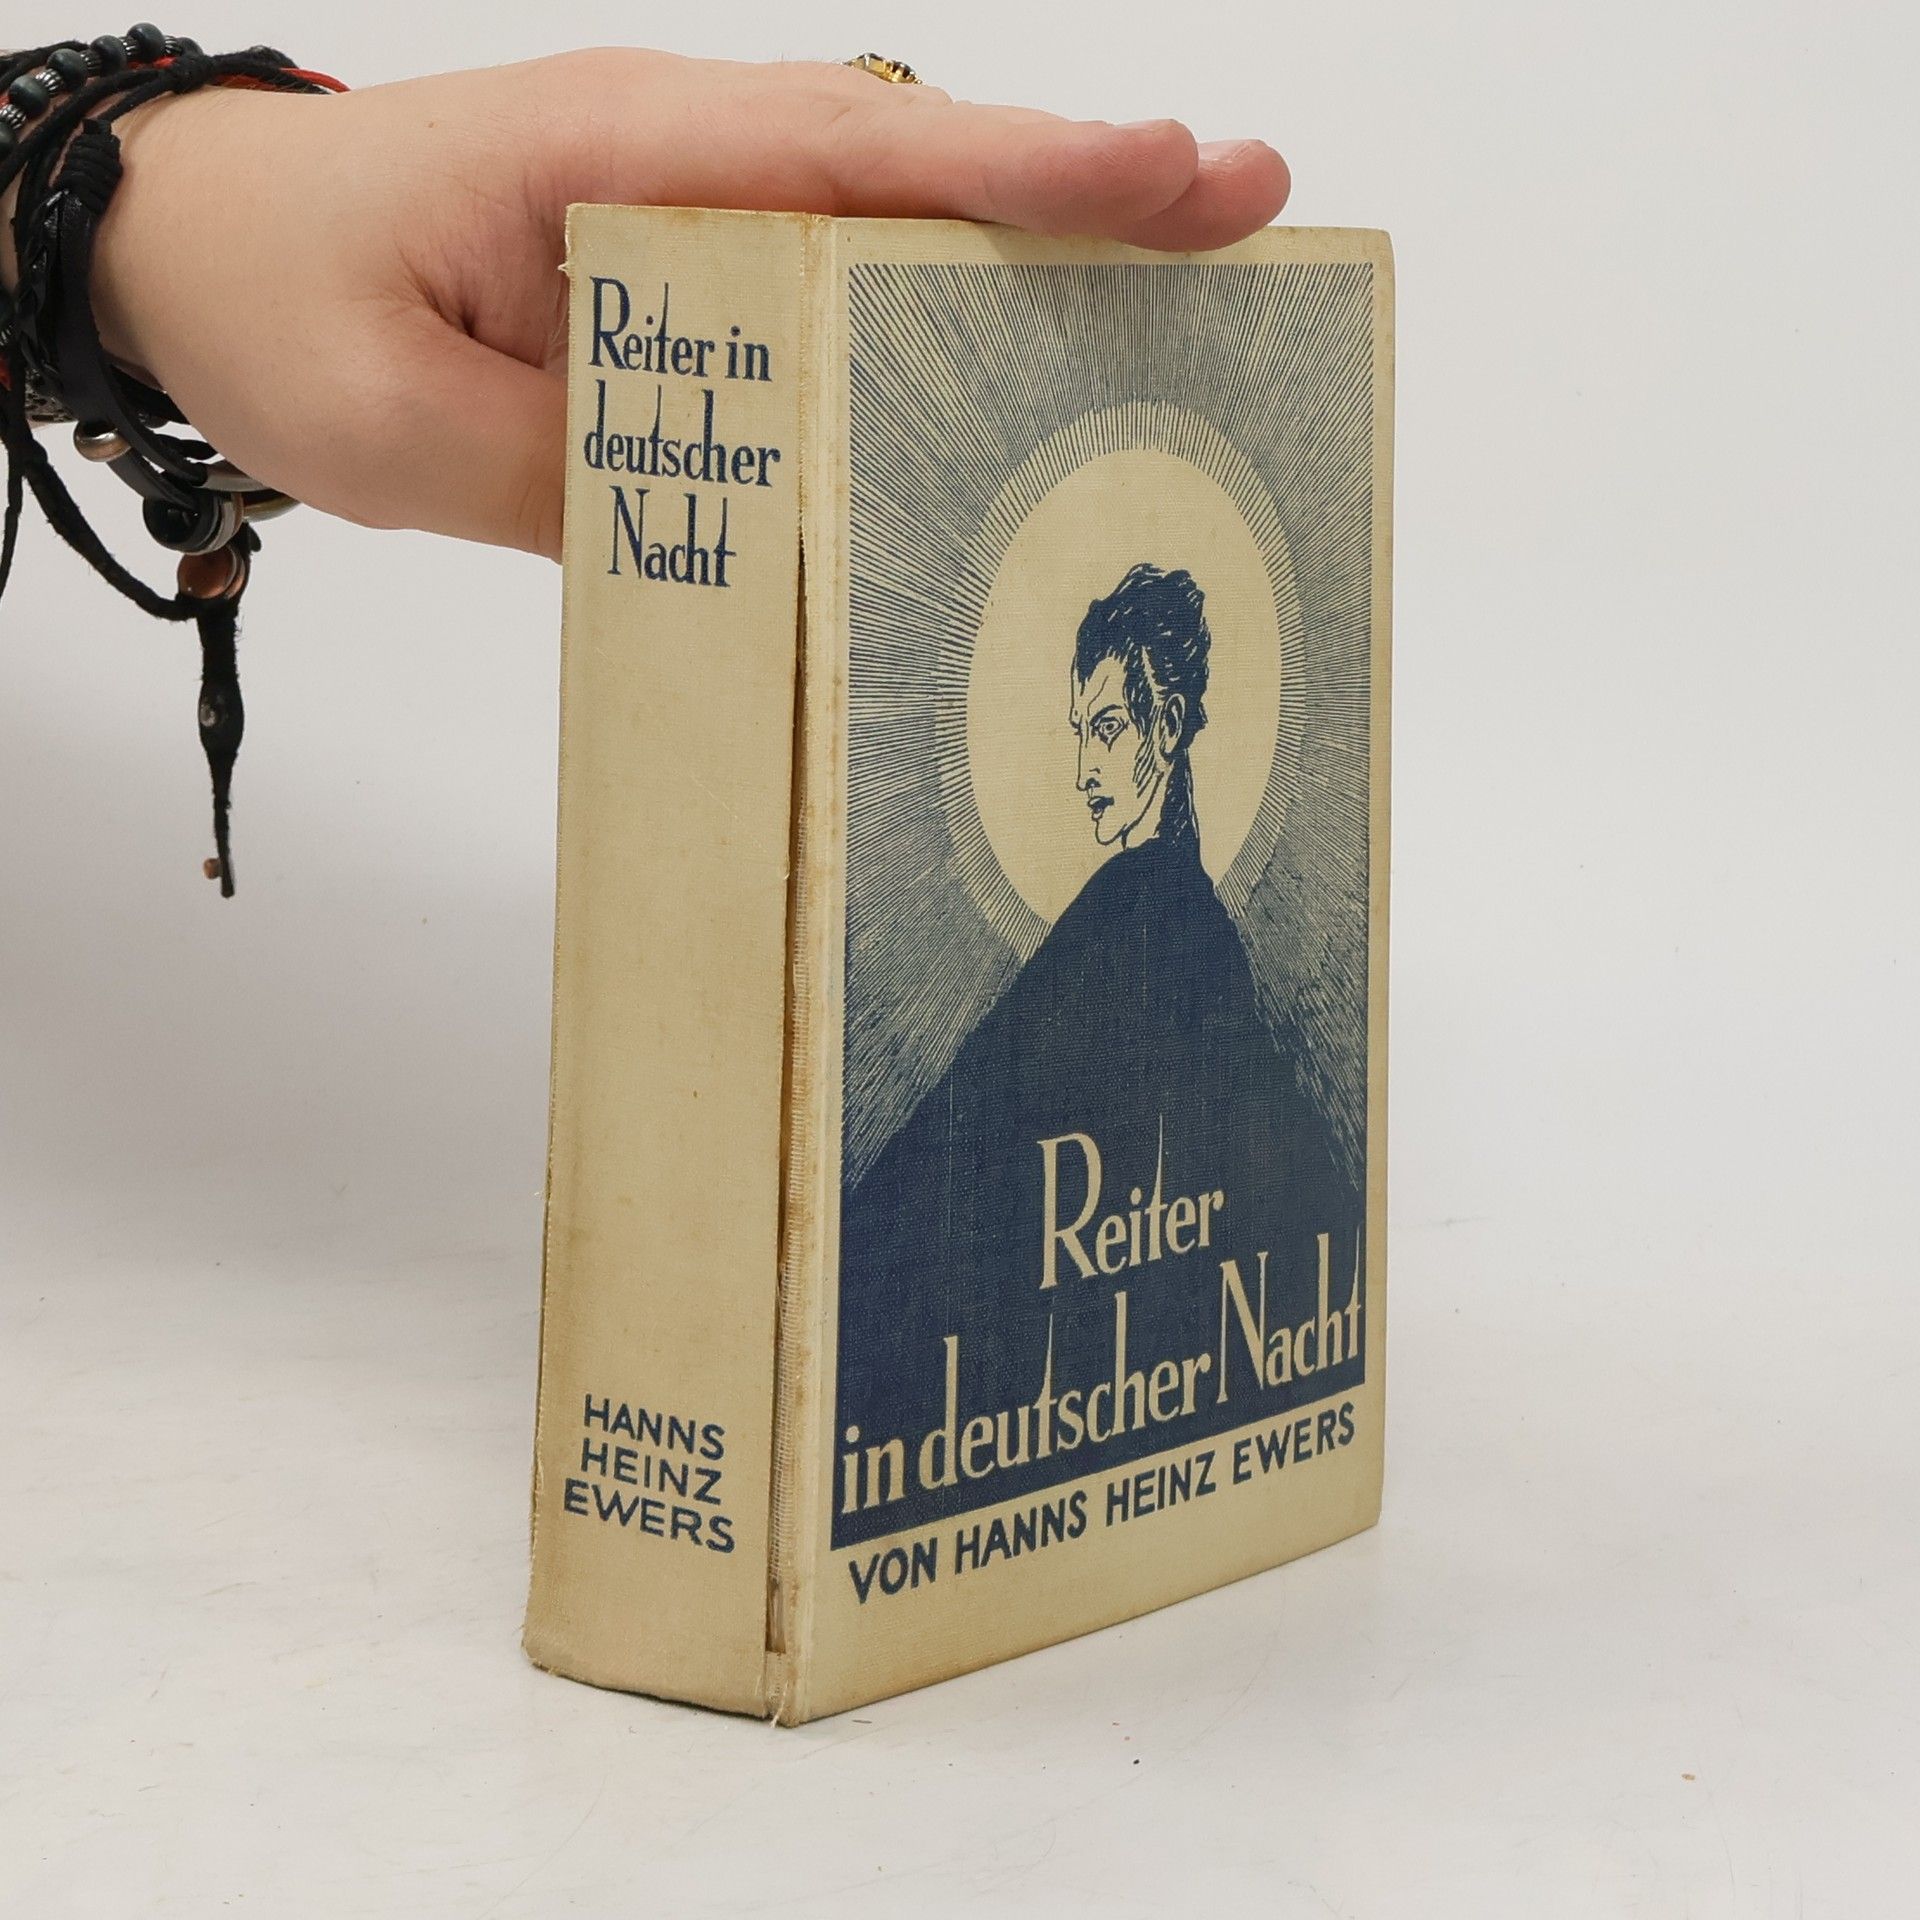 Reiter in
deutscher
Nacht
HANNS
HEINZ
EWERS
Reiter
in deutscher Nacht
VON HANNS HEINZ EWERS